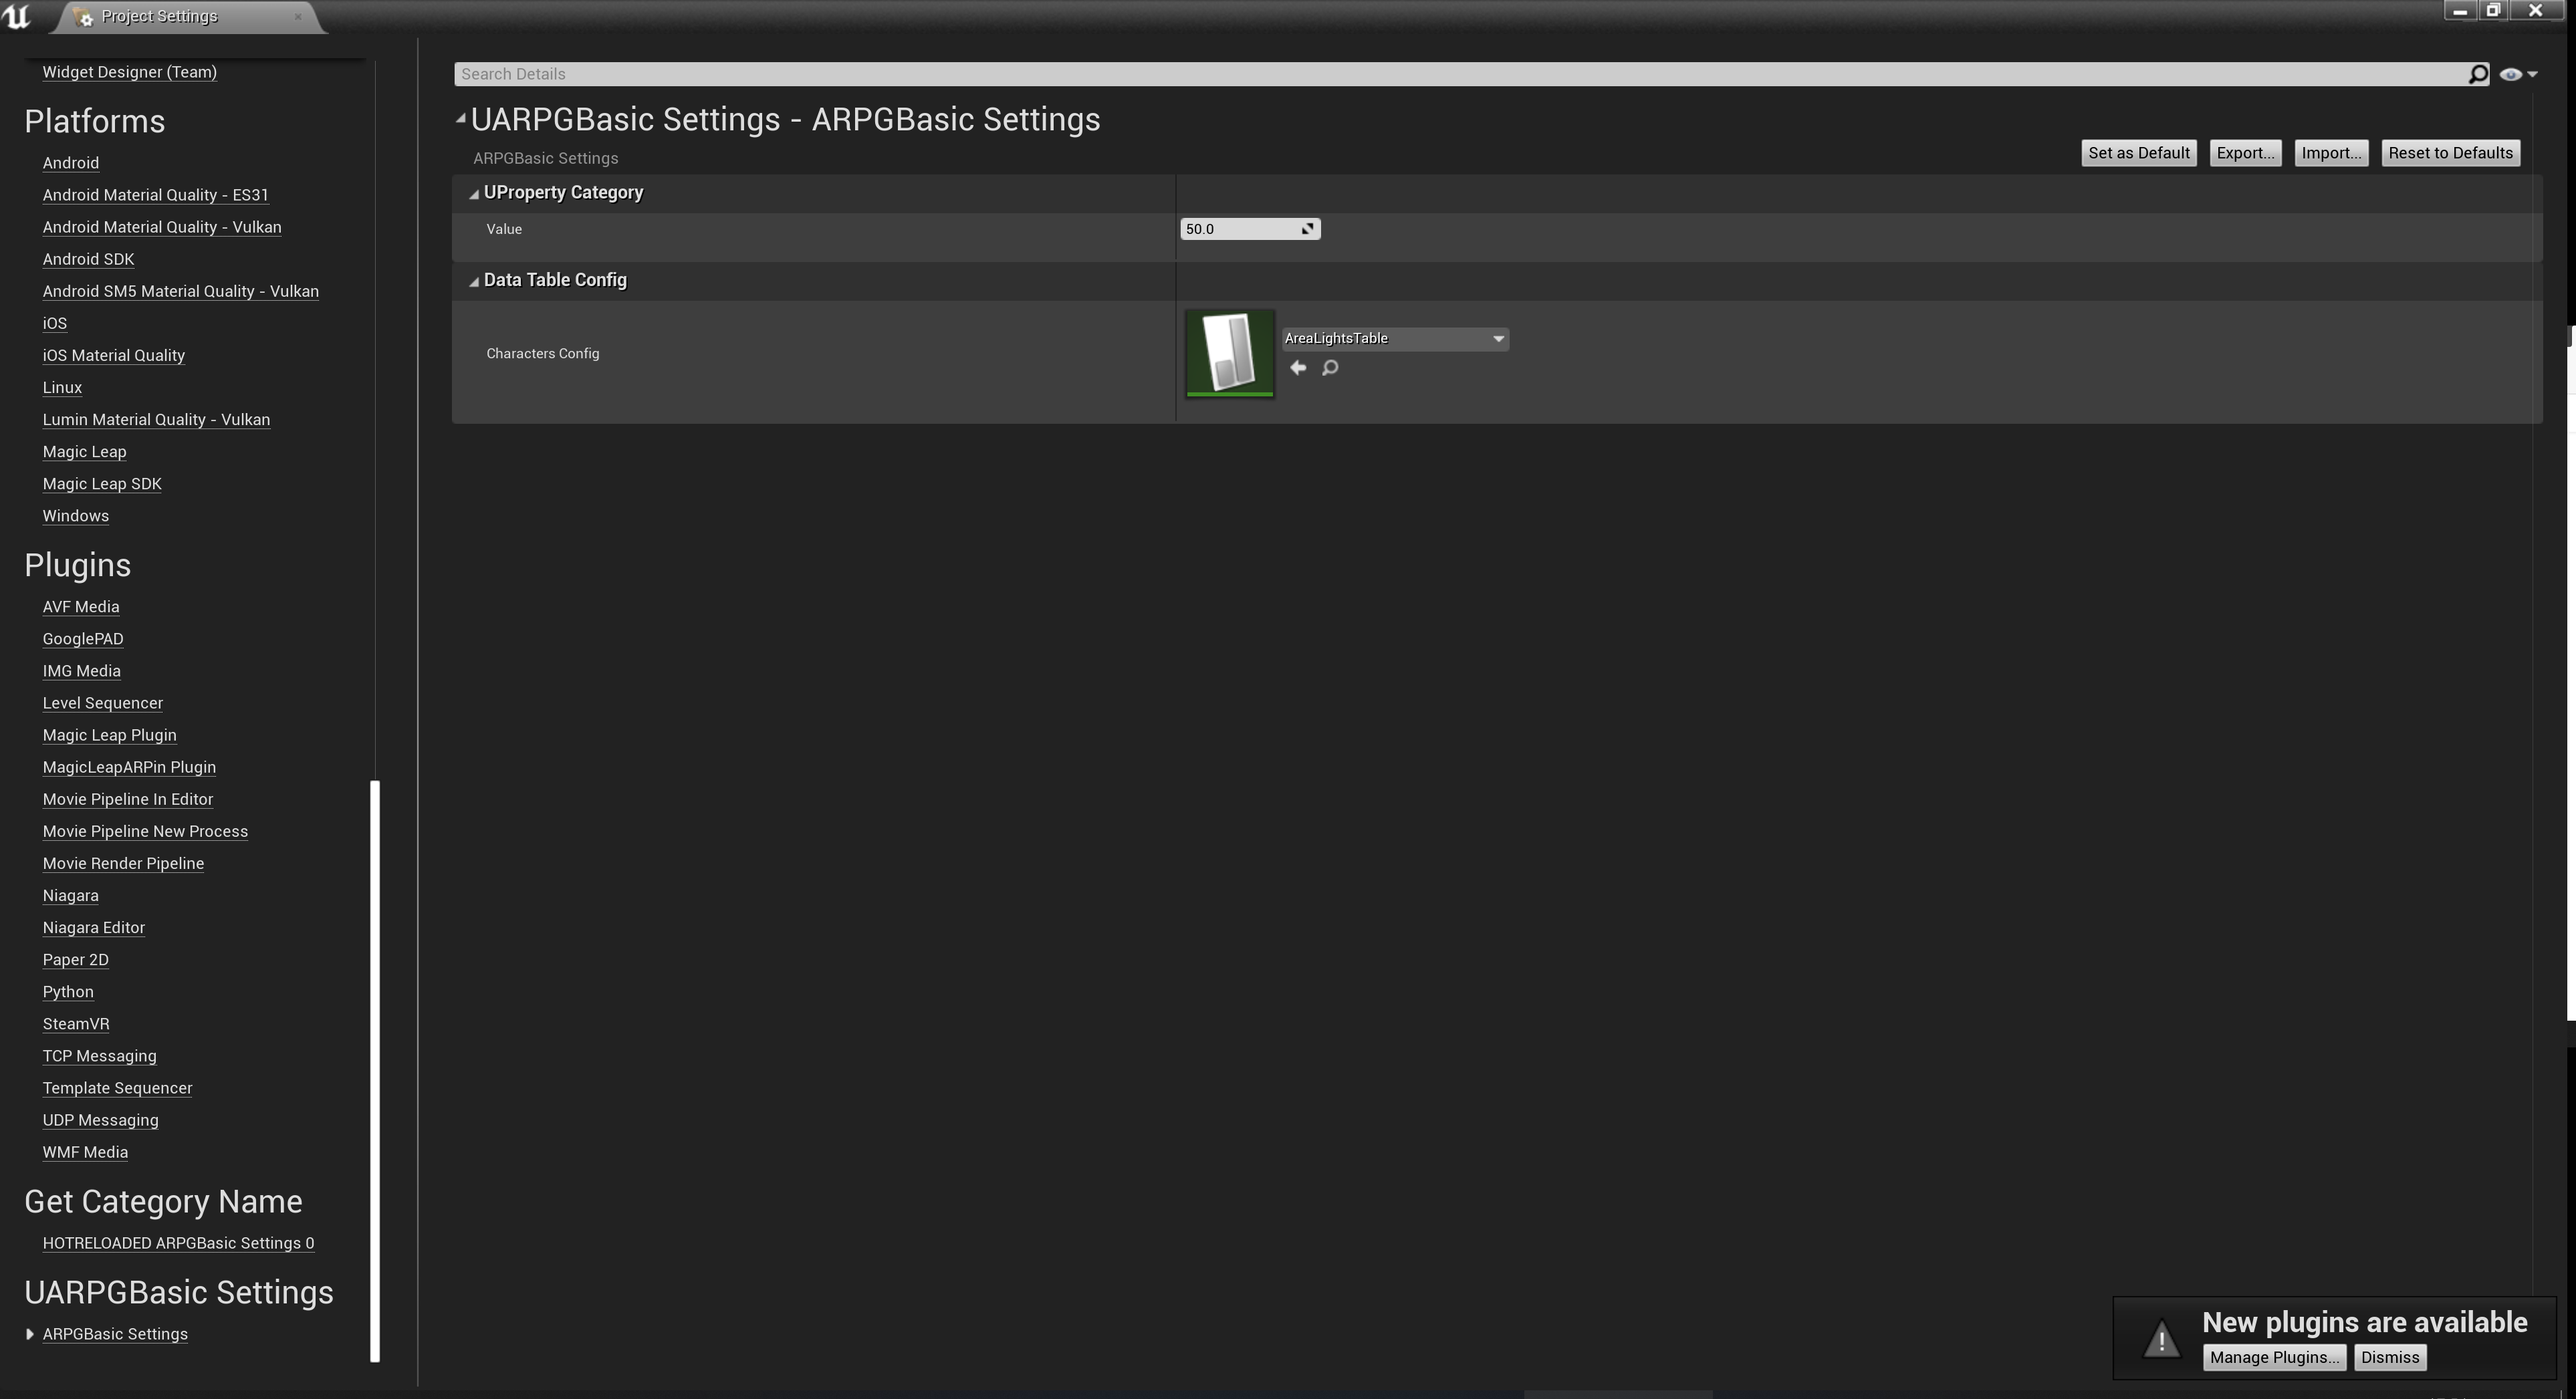 Project Settings
Widget Designer (Team)
Platforms
Android
Android Material Quality - ES31
Android Material Quality - Vulkan
Android SDK
Android SM5 Material Quality - Vulkan
iOS
iOS Material Quality
Linux
Lumin Material Quality - Vulkan
Magic Leap
Magic Leap SDK
Windows
Plugins
AVF Media
GooglePAD
IMG Media
Level Sequencer
Magic Leap Plugin
MagicLeapARPin Plugin
Movie Pipeline In Editor
Movie Pipeline New Process
Movie Render Pipeline
Niagara
Niagara Editor
Paper 2D
Python
SteamVR
TCP Messaging
Template Sequencer
UDP Messaging
WMF Media
Get Category Name
HOTRELOADED ARPGBasic Settings 0
UARPGBasic Settings
ARPGBasic Settings
Search Details
UARPGBasic Settings - ARPGBasic Settings
ARPGBasic Settings
Set as Default Export... Import... Reset to Defaults
UProperty Category
Value 50.0
Data Table Config
Characters Config AreaLightsTable
New plugins are available
Manage Plugins... Dismiss